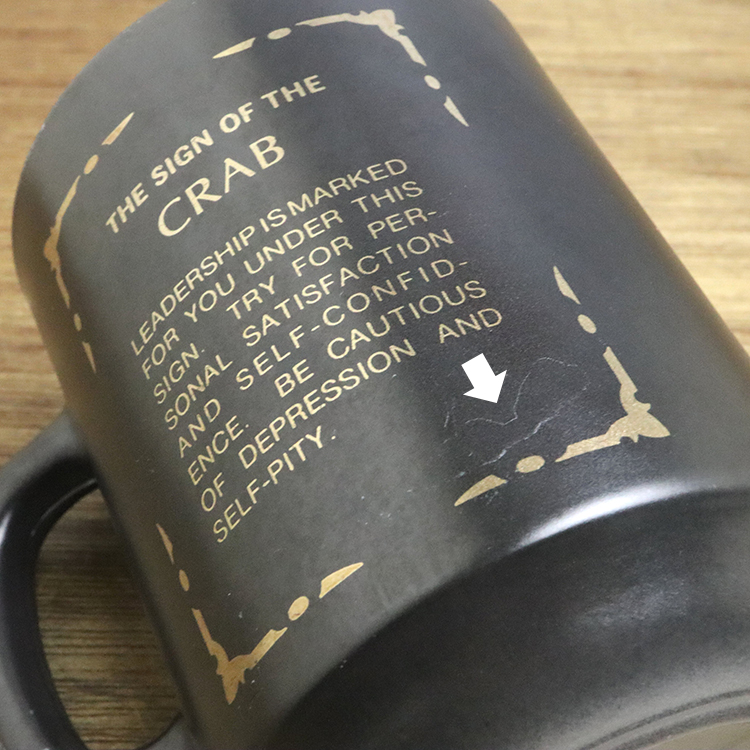 THE SIGN OF THE
CRAB
LEADERSHIP IS MARKED
FOR YOU UNDER THIS
SIGN. TRY FOR PER-
SONAL SATISFACTION
AND SELF-CONFID-
ENCE. BE CAUTIOUS
OF DEPRESSION AND
SELF-PITY.